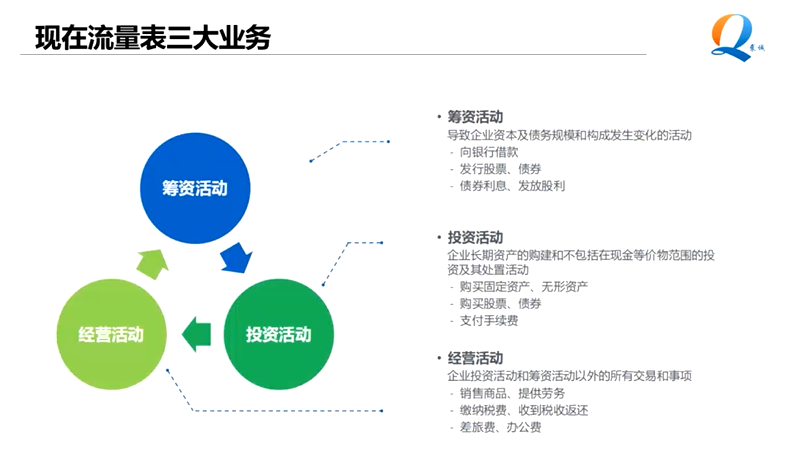 现在流量表三大业务
豪诚
筹资活动
经营活动
投资活动
• 筹资活动
导致企业资本及债务规模和构成发生变化的活动
- 向银行借款
- 发行股票、债券
- 债券利息、发放股利
• 投资活动
企业长期资产的购建和不包括在现金等价物范围的投
资及其处置活动
- 购买固定资产、无形资产
- 购买股票、债券
- 支付手续费
• 经营活动
企业投资活动和筹资活动以外的所有交易和事项
- 销售商品、提供劳务
- 缴纳税费、收到税收返还
- 差旅费、办公费